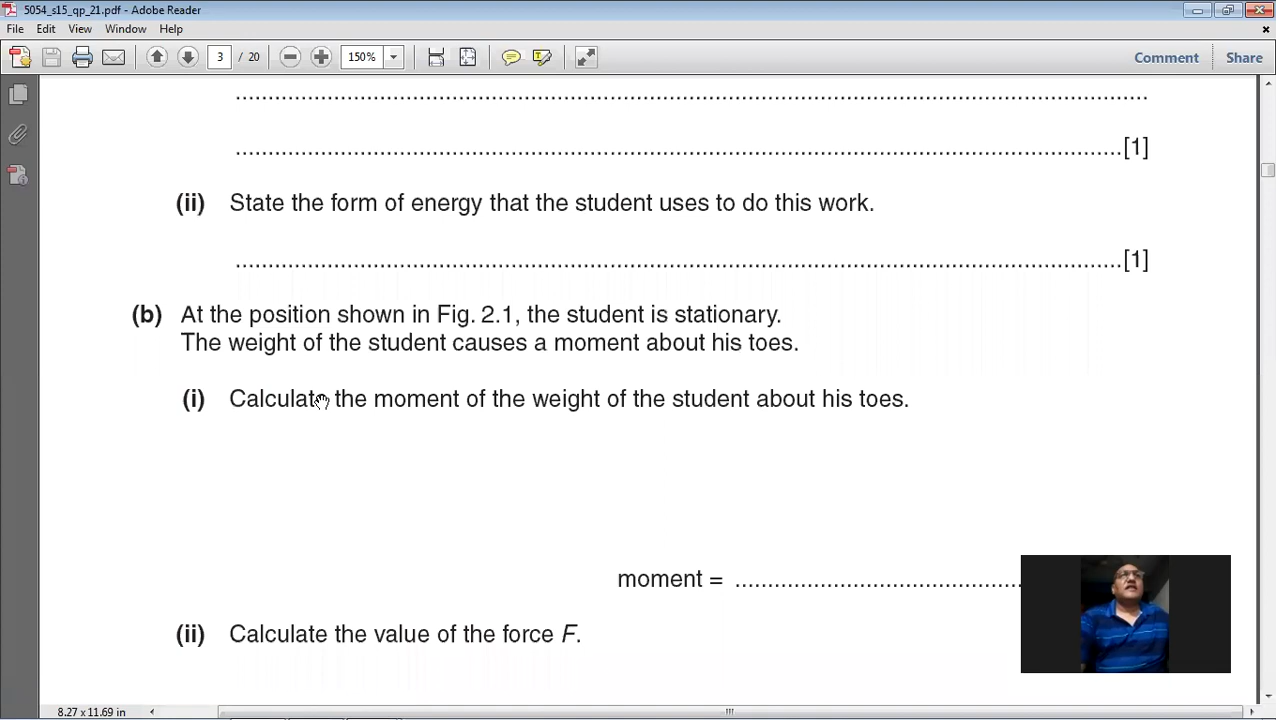 5054_s15_qp_21.pdf - Adobe Reader
File Edit View Window Help
3 / 20 150% Comment Share
................................................................................................................................
........................................................................................................................[1]
(ii) State the form of energy that the student uses to do this work.
........................................................................................................................[1]
(b) At the position shown in Fig. 2.1, the student is stationary.
The weight of the student causes a moment about his toes.
(i) Calculate the moment of the weight of the student about his toes.
moment = ........................................
(ii) Calculate the value of the force F.
8.27 x 11.69 in